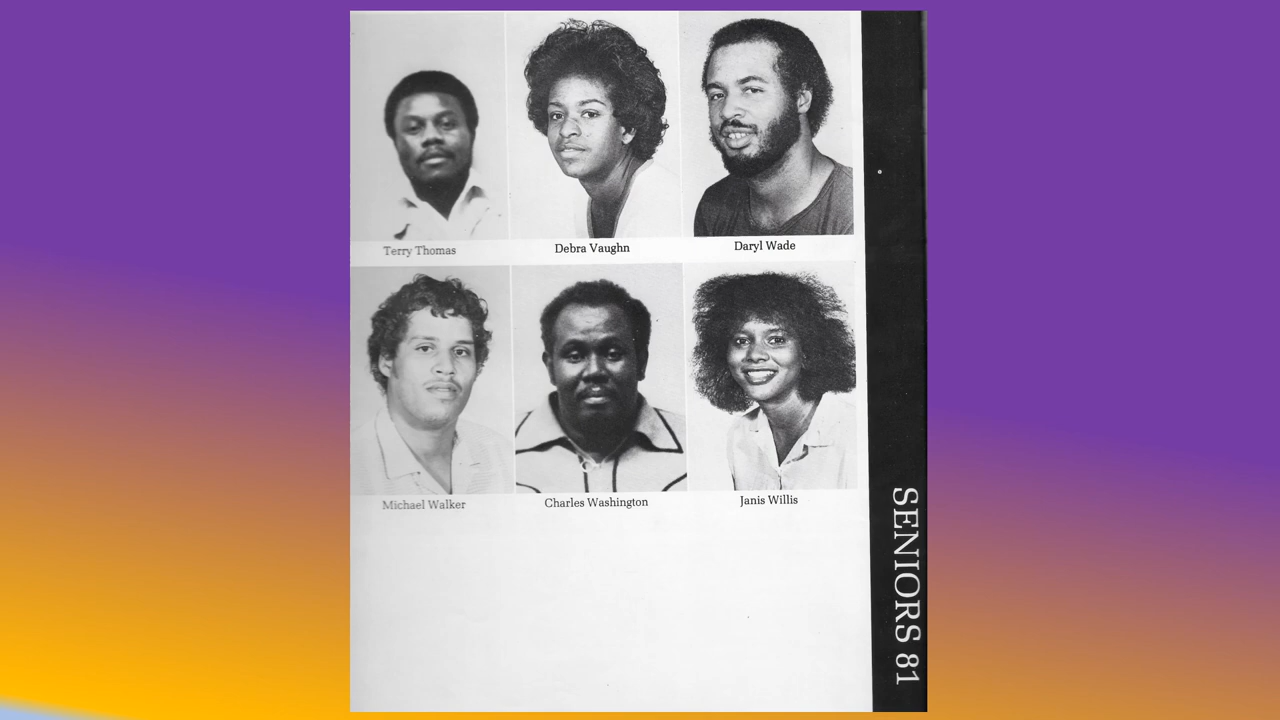 Terry Thomas
Debra Vaughn
Daryl Wade
Michael Walker
Charles Washington
Janis Willis
SENIORS 81